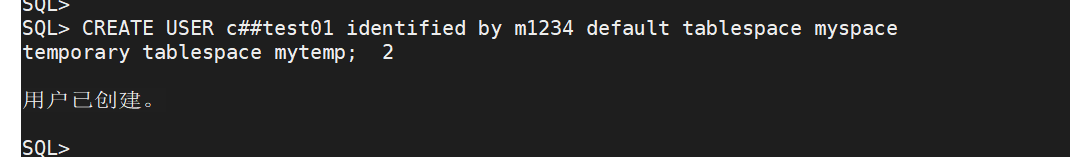 SQL>
SQL> CREATE USER c##test01 identified by m1234 default tablespace myspace
temporary tablespace mytemp;  2
用户已创建。
SQL>